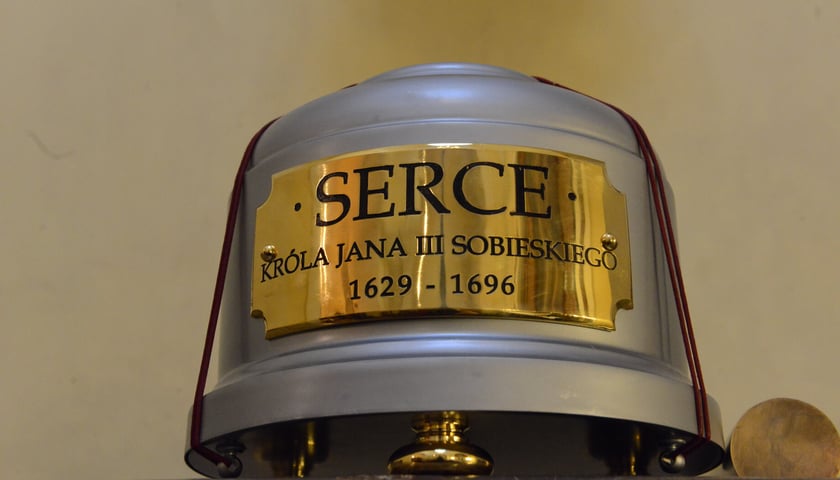 · SERCE ·
KRÓLA JANA III SOBIESKIEGO
1629 - 1696